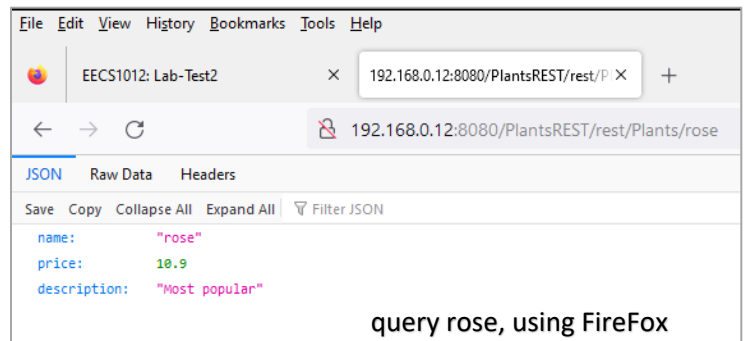 File Edit View History Bookmarks Tools Help
EECS1012: Lab-Test2 × 192.168.0.12:8080/PlantsREST/rest/Pl × +
192.168.0.12:8080/PlantsREST/rest/Plants/rose
JSON Raw Data Headers
Save Copy Collapse All Expand All Filter JSON
name: "rose"
price: 10.9
description: "Most popular"
query rose, using FireFox